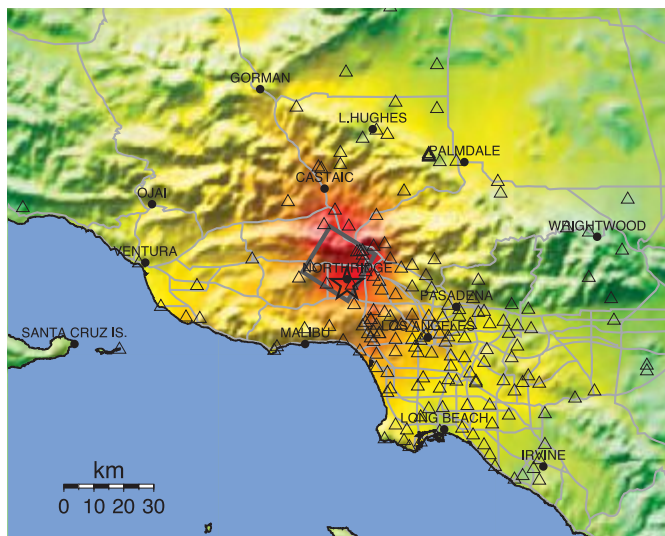 GORMAN
L.HUGHES
PALMDALE
CASTAIC
OJAI
WRIGHTWOOD
VENTURA
NORTHRIDGE
PASADENA
SANTA CRUZ IS.
MALIBU
LOS ANGELES
LONG BEACH
IRVINE
km
0 10 20 30